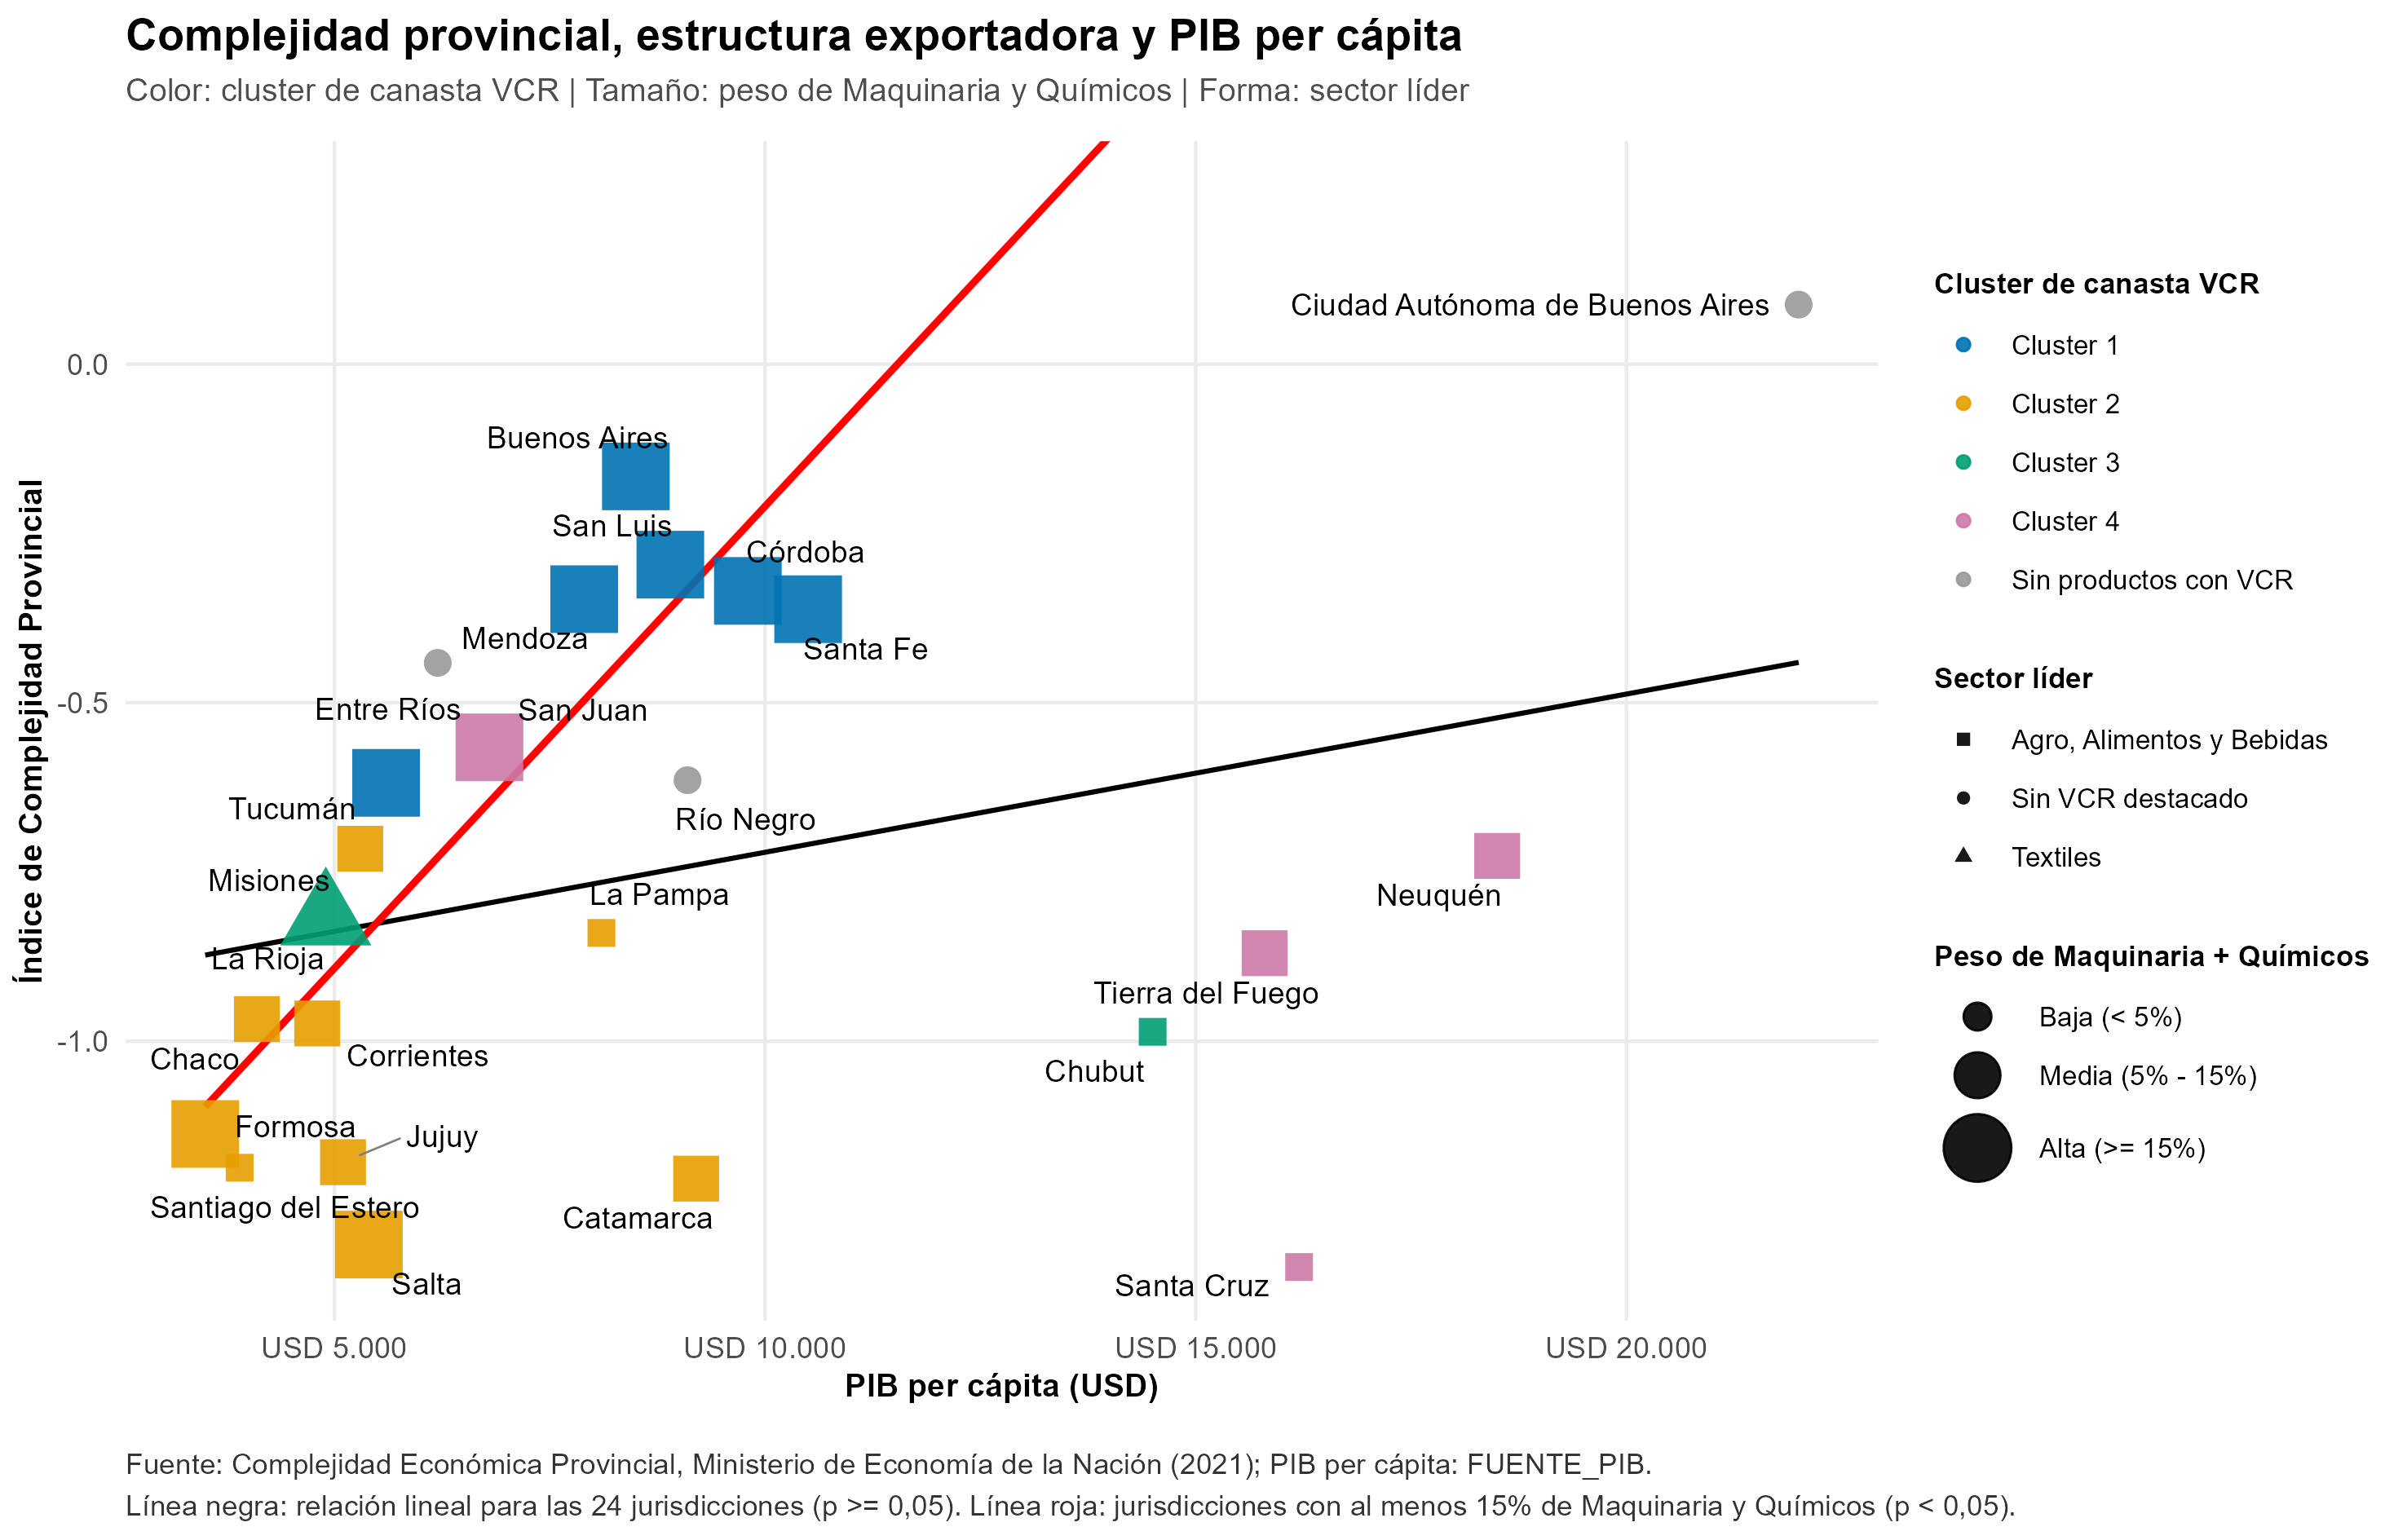 Complejidad provincial, estructura exportadora y PIB per cápita
Color: cluster de canasta VCR | Tamaño: peso de Maquinaria y Químicos | Forma: sector líder
Índice de Complejidad Provincial
0.0
-0.5
-1.0
Ciudad Autónoma de Buenos Aires
Buenos Aires
San Luis
Córdoba
Mendoza
Santa Fe
Entre Ríos
San Juan
Tucumán
Río Negro
Misiones
La Pampa
Neuquén
La Rioja
Tierra del Fuego
Chaco
Corrientes
Chubut
Formosa
Jujuy
Santiago del Estero
Catamarca
Salta
Santa Cruz
USD 5.000
USD 10.000
USD 15.000
USD 20.000
PIB per cápita (USD)
Cluster de canasta VCR
Cluster 1
Cluster 2
Cluster 3
Cluster 4
Sin productos con VCR
Sector líder
Agro, Alimentos y Bebidas
Sin VCR destacado
Textiles
Peso de Maquinaria + Químicos
Baja (< 5%)
Media (5% - 15%)
Alta (>= 15%)
Fuente: Complejidad Económica Provincial, Ministerio de Economía de la Nación (2021); PIB per cápita: FUENTE_PIB.
Línea negra: relación lineal para las 24 jurisdicciones (p >= 0,05). Línea roja: jurisdicciones con al menos 15% de Maquinaria y Químicos (p < 0,05).